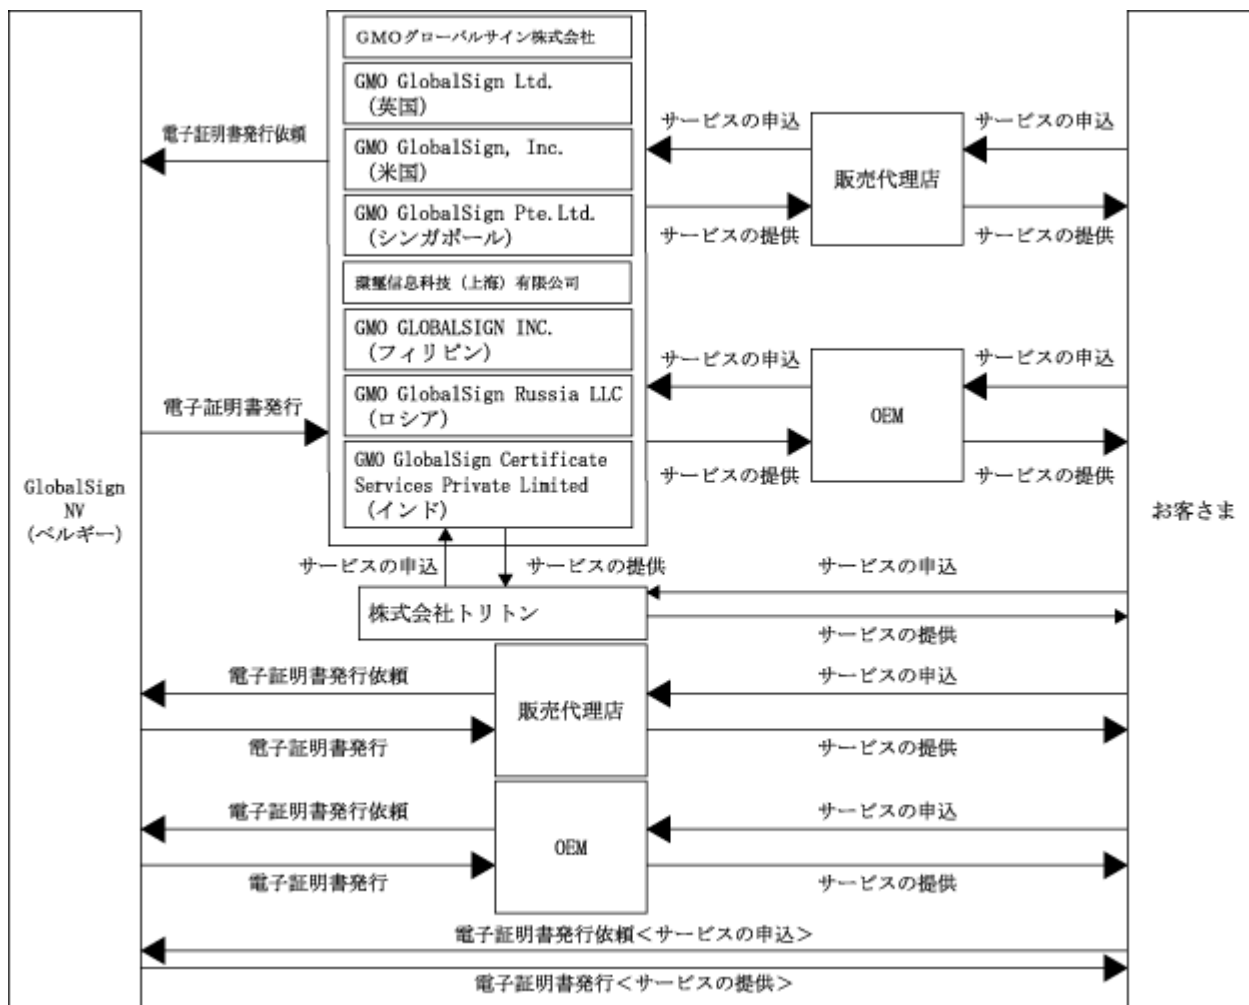 GMOグローバルサイン株式会社
GMO GlobalSign Ltd.
(英国)
GMO GlobalSign, Inc.
(米国)
GMO GlobalSign Pte.Ltd.
(シンガポール)
環璽信息科技（上海）有限公司
GMO GLOBALSIGN INC.
(フィリピン)
GMO GlobalSign Russia LLC
(ロシア)
GMO GlobalSign Certificate
Services Private Limited
(インド)
電子証明書発行依頼
電子証明書発行
GlobalSign
NV
(ベルギー)
サービスの申込
サービスの申込
販売代理店
サービスの提供
サービスの提供
サービスの申込
サービスの申込
OEM
サービスの提供
サービスの提供
お客さま
サービスの申込
サービスの提供
サービスの申込
株式会社トリトン
サービスの提供
電子証明書発行依頼
サービスの申込
販売代理店
電子証明書発行
サービスの提供
電子証明書発行依頼
サービスの申込
OEM
電子証明書発行
サービスの提供
電子証明書発行依頼＜サービスの申込＞
電子証明書発行＜サービスの提供＞